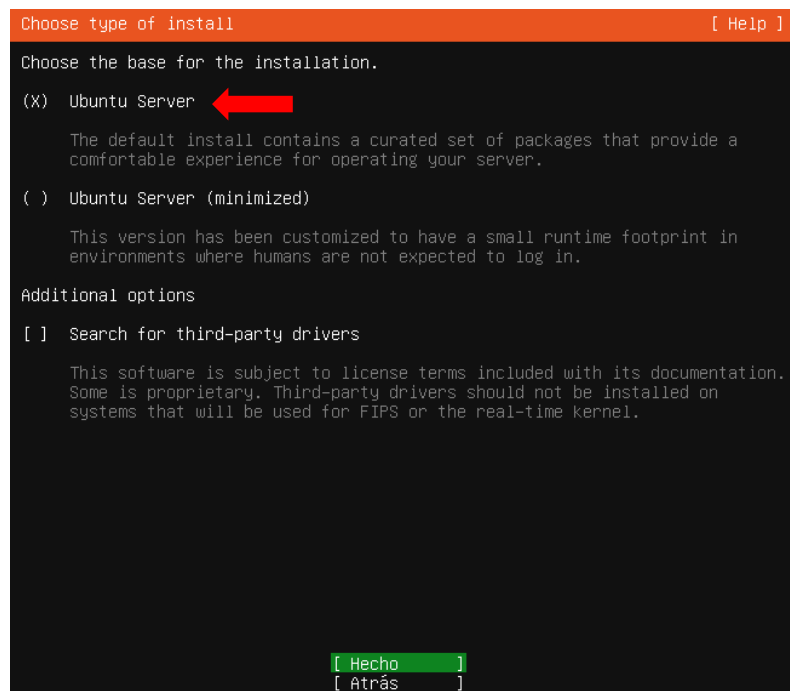 Choose type of install [ Help ]
Choose the base for the installation.
(X) Ubuntu Server
The default install contains a curated set of packages that provide a
comfortable experience for operating your server.
( ) Ubuntu Server (minimized)
This version has been customized to have a small runtime footprint in
environments where humans are not expected to log in.
Additional options
[ ] Search for third-party drivers
This software is subject to license terms included with its documentation.
Some is proprietary. Third-party drivers should not be installed on
systems that will be used for FIPS or the real-time kernel.
[ Hecho ]
[ Atrás ]